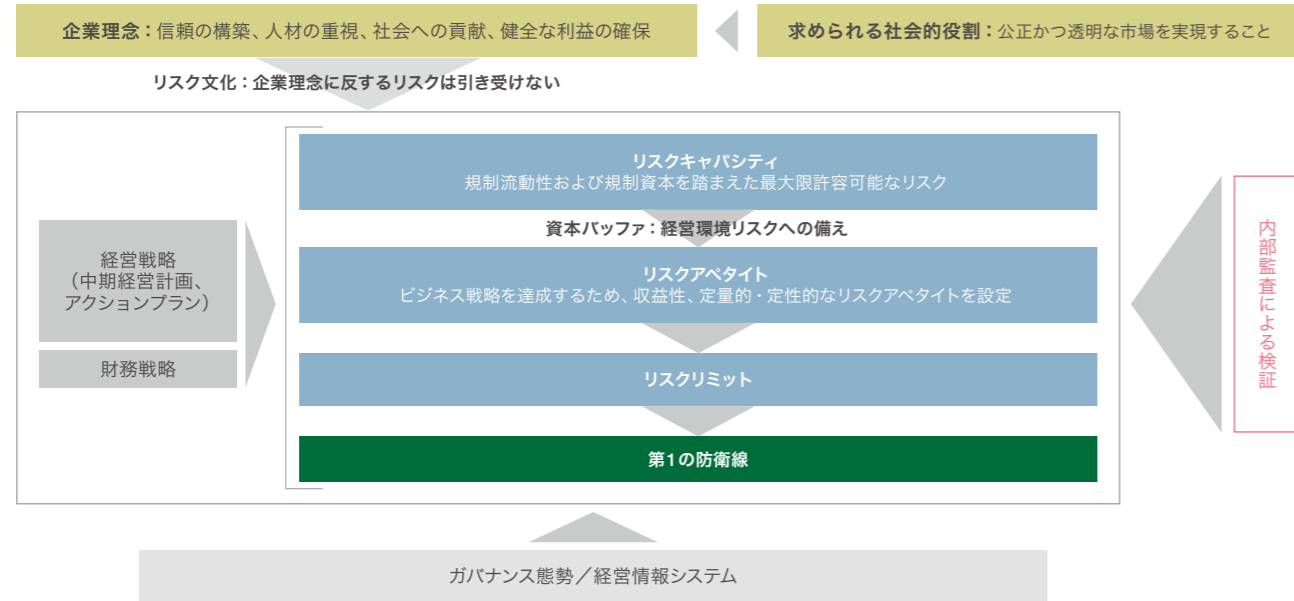 企業理念：信頼の構築、人材の重視、社会への貢献、健全な利益の確保
求められる社会的役割：公正かつ透明な市場を実現すること
リスク文化：企業理念に反するリスクは引き受けない
リスクキャパシティ
規制流動性および規制資本を踏まえた最大限許容可能なリスク
資本バッファ：経営環境リスクへの備え
経営戦略
（中期経営計画、
アクションプラン）
財務戦略
リスクアペタイト
ビジネス戦略を達成するため、収益性、定量的・定性的なリスクアペタイトを設定
リスクリミット
第1の防衛線
内部監査による検証
ガバナンス態勢／経営情報システム